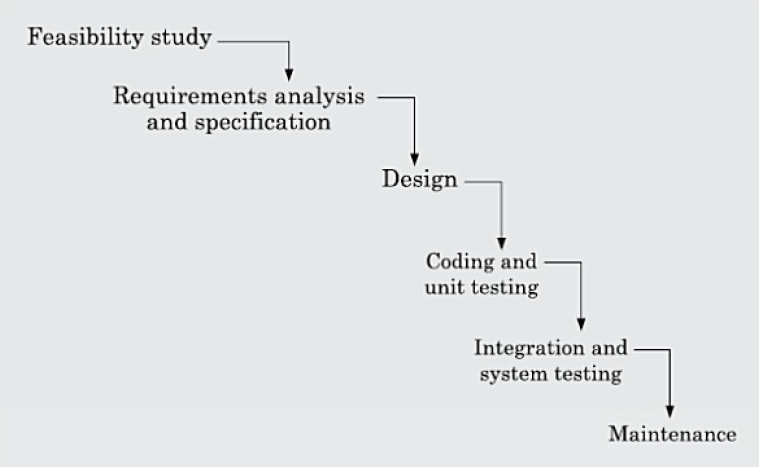 Feasibility study
Requirements analysis
and specification
Design
Coding and
unit testing
Integration and
system testing
Maintenance